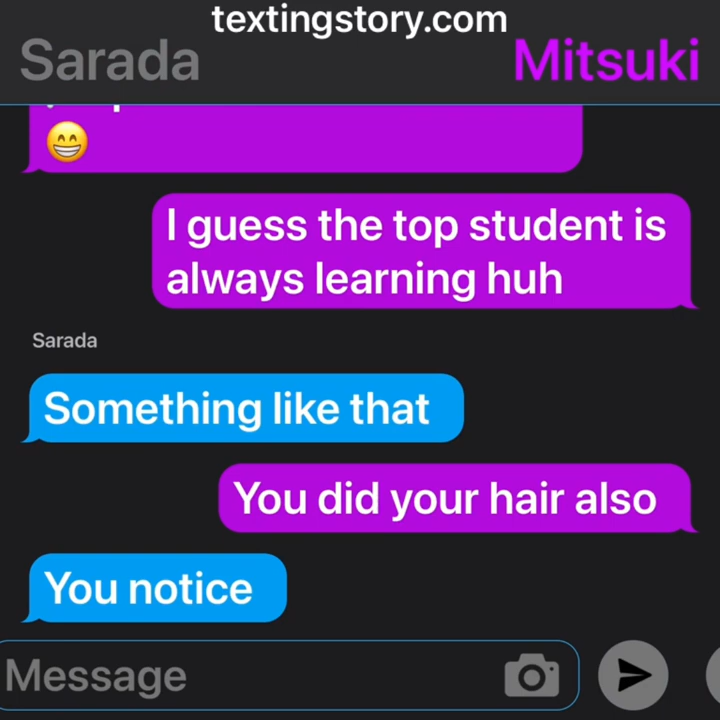 textingstory.com
Sarada
Mitsuki
I guess the top student is
always learning huh
Sarada
Something like that
You did your hair also
You notice
Message